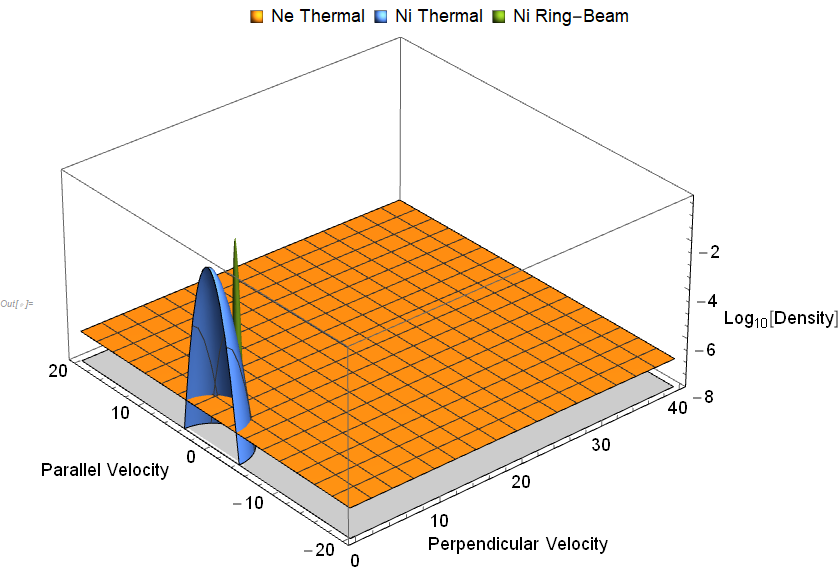 Ne Thermal Ni Thermal Ni Ring-Beam
-2
-4
-6
-8
Log10[Density]
Out[•]=
20
10
0
-10
-20
Parallel Velocity
0
10
20
30
40
Perpendicular Velocity